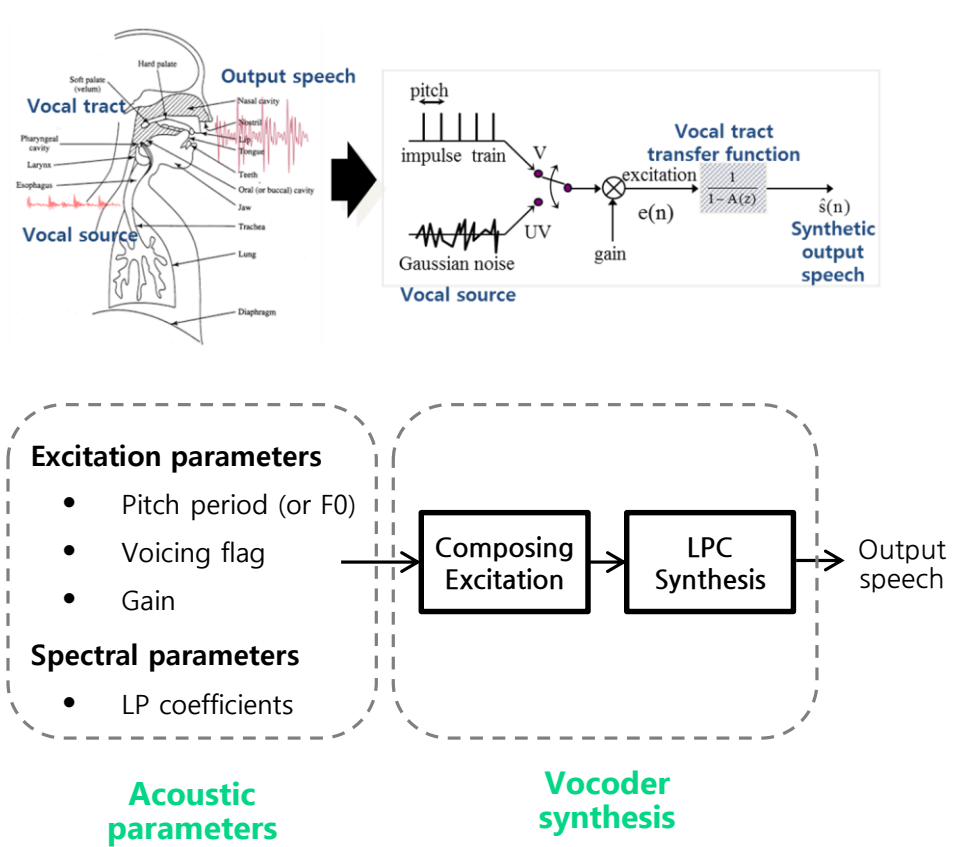 Hard palate
Soft palate
(velum)
Output speech
Vocal tract
Nasal cavity
Nostril
Lip
Tongue
Pharyngeal
cavity
Larynx
Teeth
Esophagus
Oral (or buccal) cavity
Jaw
Vocal source
Trachea
Lung
Diaphragm
pitch
impulse train
V
UV
Gaussian noise
Vocal source
gain
excitation
e(n)
Vocal tract
transfer function
1
1− A(z)
ŝ(n)
Synthetic
output
speech
Excitation parameters
• Pitch period (or F0)
• Voicing flag
• Gain
Spectral parameters
• LP coefficients
Composing
Excitation
LPC
Synthesis
Output
speech
Acoustic
parameters
Vocoder
synthesis